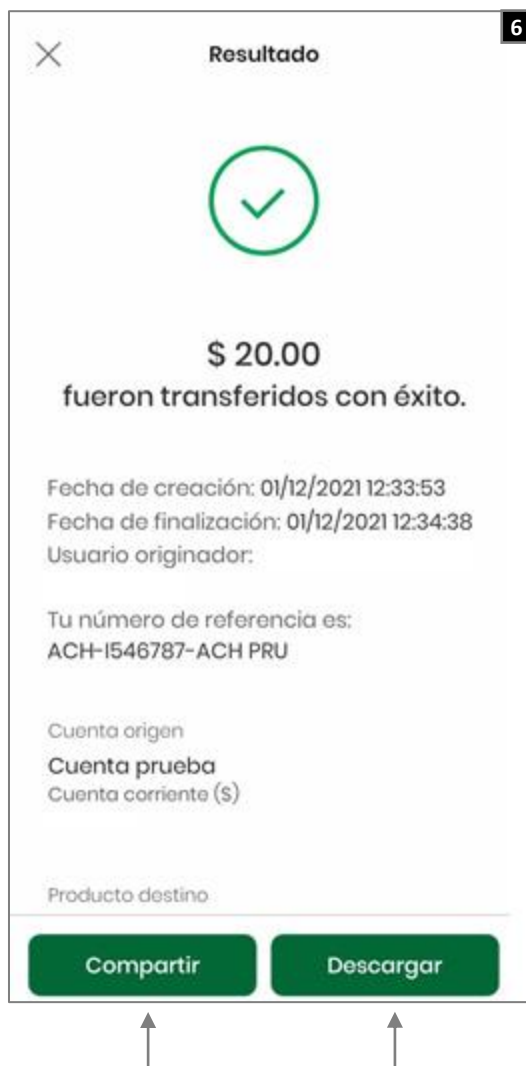 6
Resultado
$ 20.00
fueron transferidos con éxito.
Fecha de creación: 01/12/2021 12:33:53
Fecha de finalización: 01/12/2021 12:34:38
Usuario originador:
Tu número de referencia es:
ACH-I546787-ACH PRU
Cuenta origen
Cuenta prueba
Cuenta corriente ($)
Producto destino
Compartir Descargar